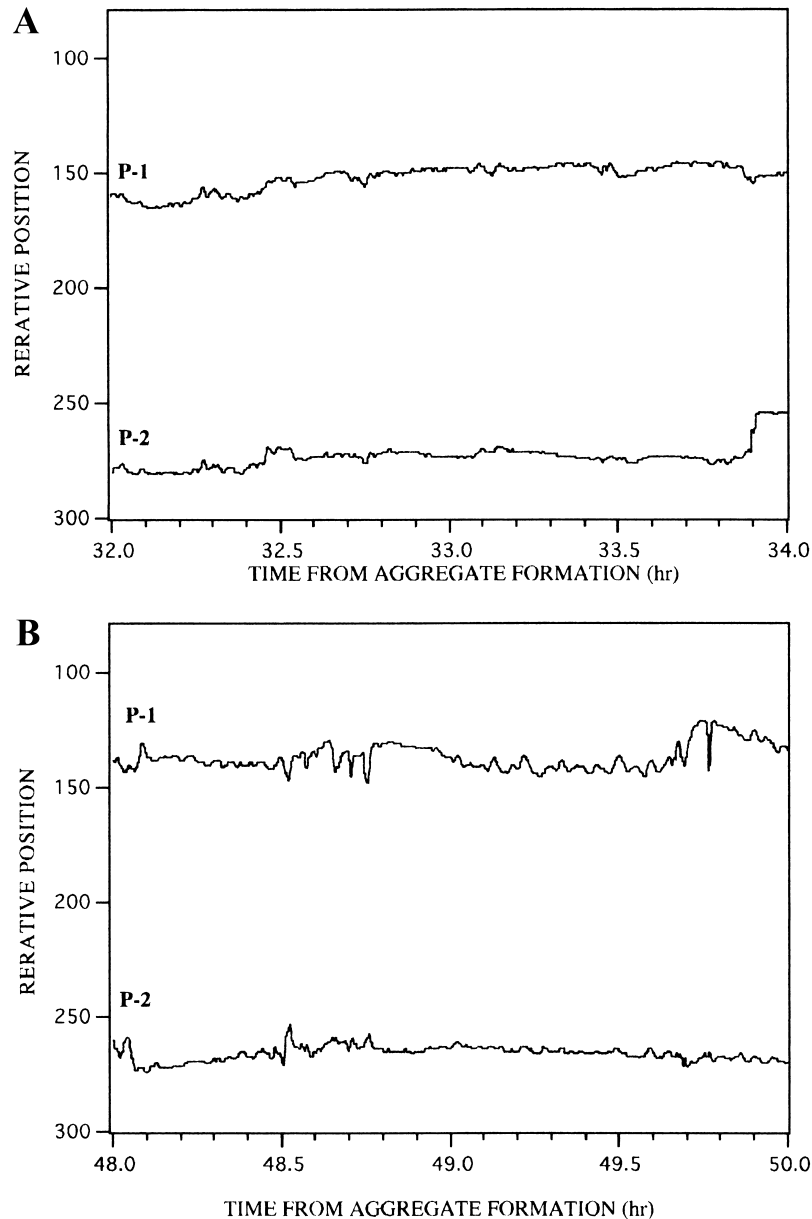 A
100
P-1
150
RERATIVE POSITION
200
250
P-2
300
32.0 32.5 33.0 33.5 34.0
TIME FROM AGGREGATE FORMATION (hr)
B
100
P-1
150
RERATIVE POSITION
200
P-2
250
300
48.0 48.5 49.0 49.5 50.0
TIME FROM AGGREGATE FORMATION (hr)